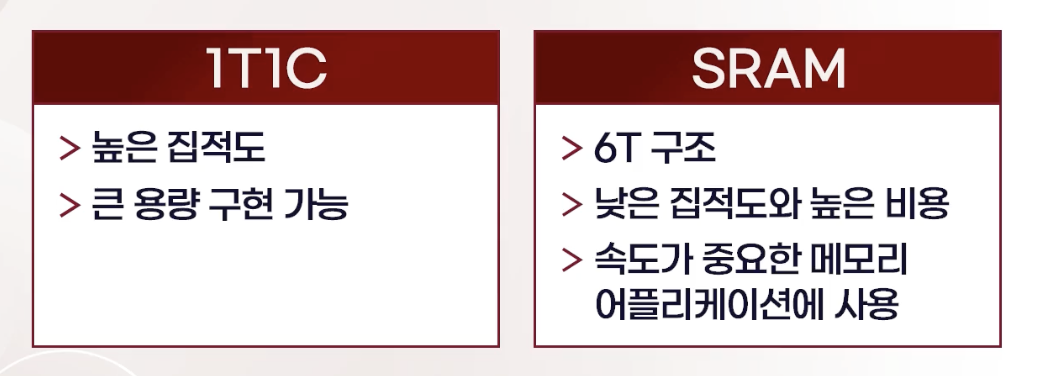 1T1C
> 높은 집적도
> 큰 용량 구현 가능
SRAM
> 6T 구조
> 낮은 집적도와 높은 비용
> 속도가 중요한 메모리
어플리케이션에 사용